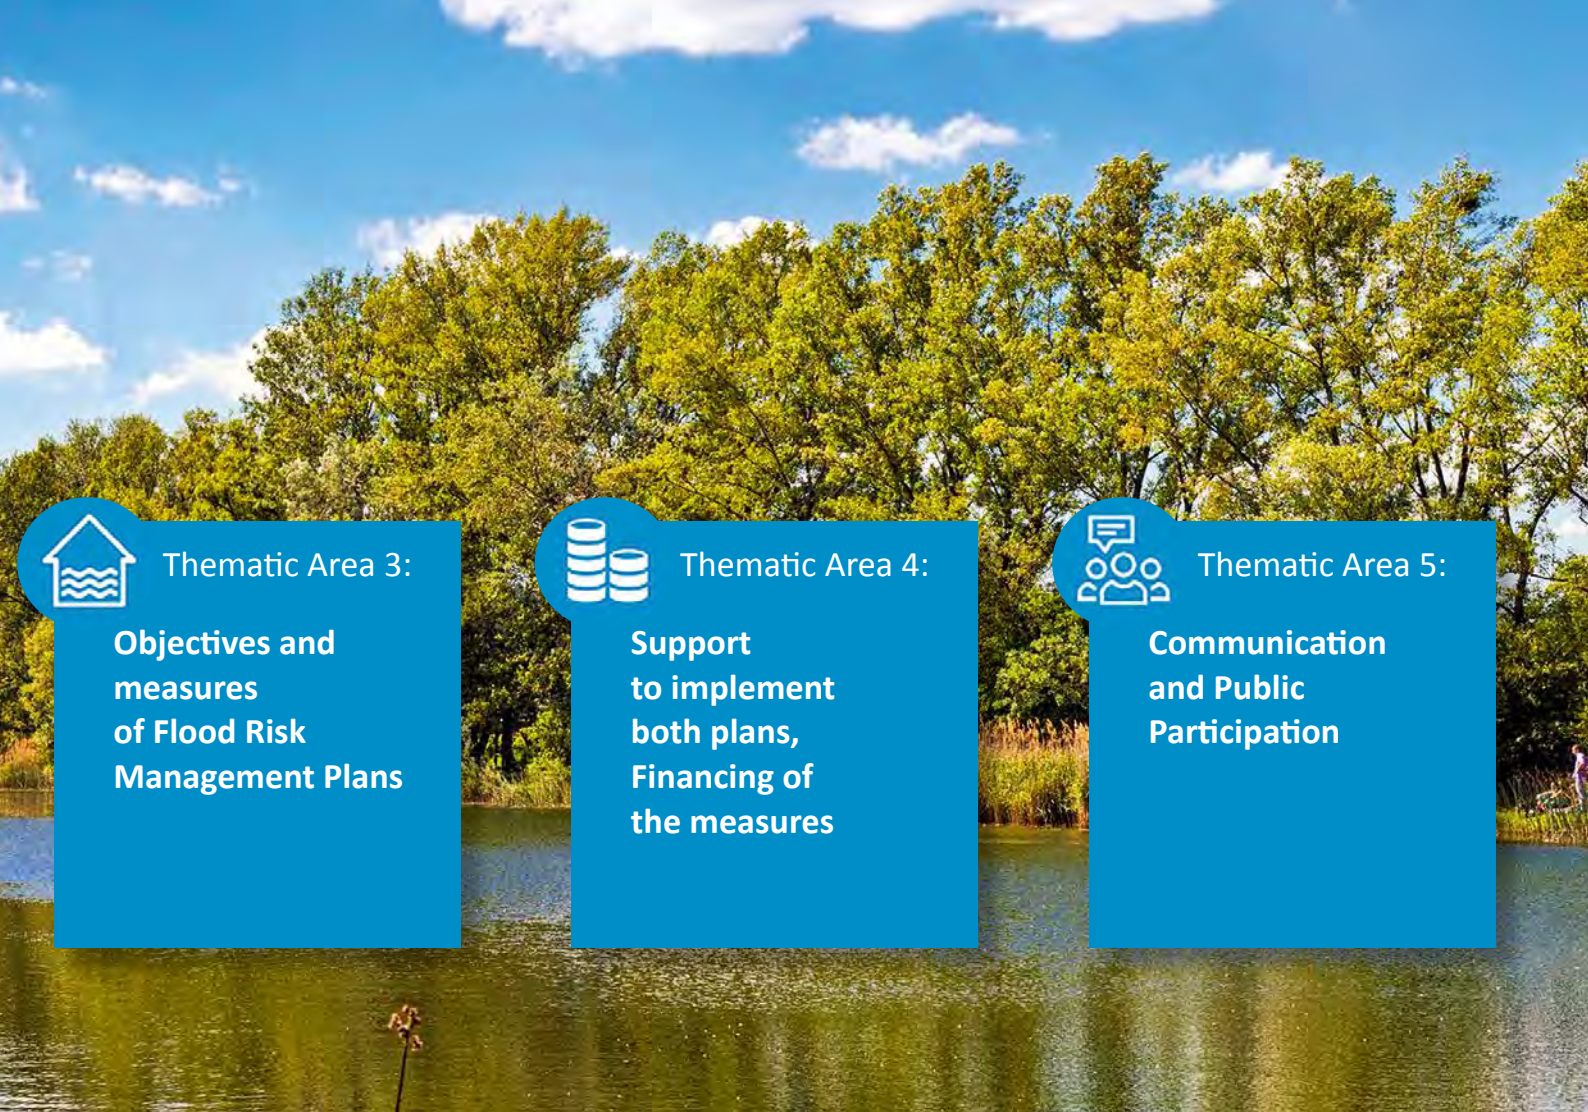 Thematic Area 3:
Objectives and
measures
of Flood Risk
Management Plans
Thematic Area 4:
Support
to implement
both plans,
Financing of
the measures
Thematic Area 5:
Communication
and Public
Participation